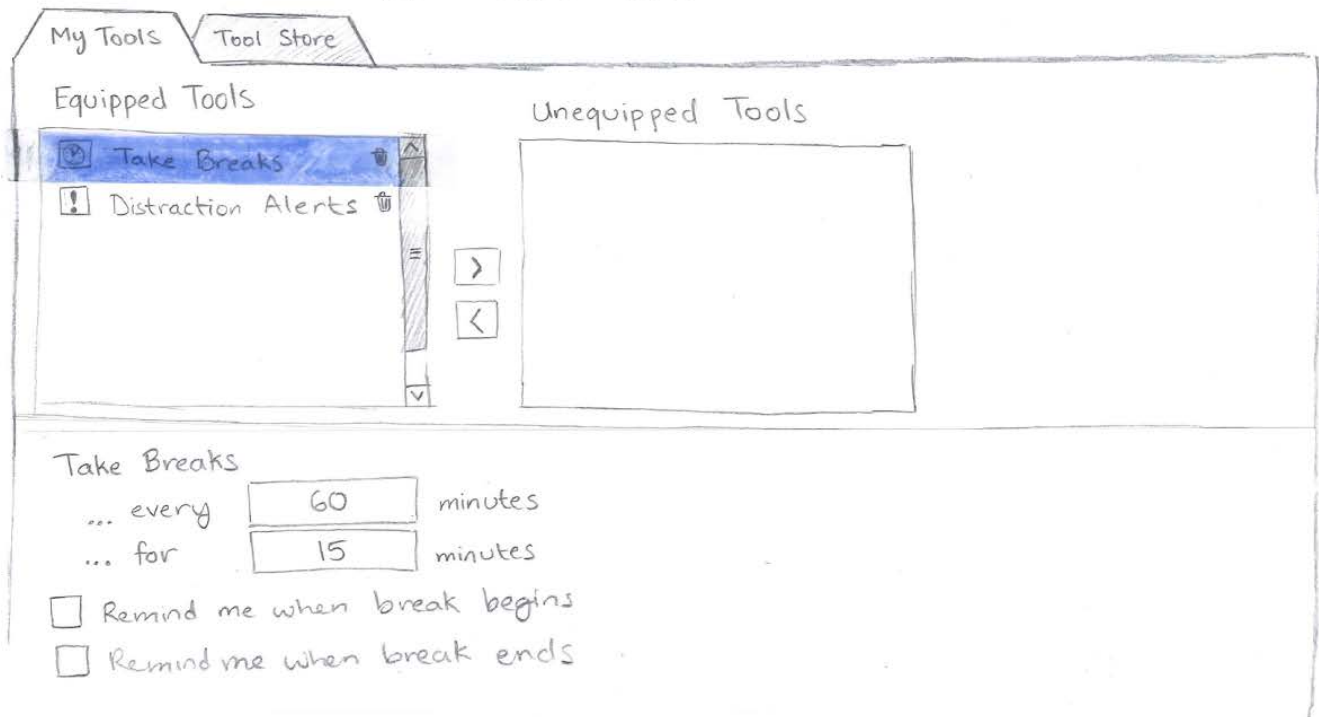 My Tools
Tool Store
Equipped Tools
Unequipped Tools
Take Breaks
! Distraction Alerts
>
<
Take Breaks
... every 60 minutes
... for 15 minutes
Remind me when break begins
Remind me when break ends